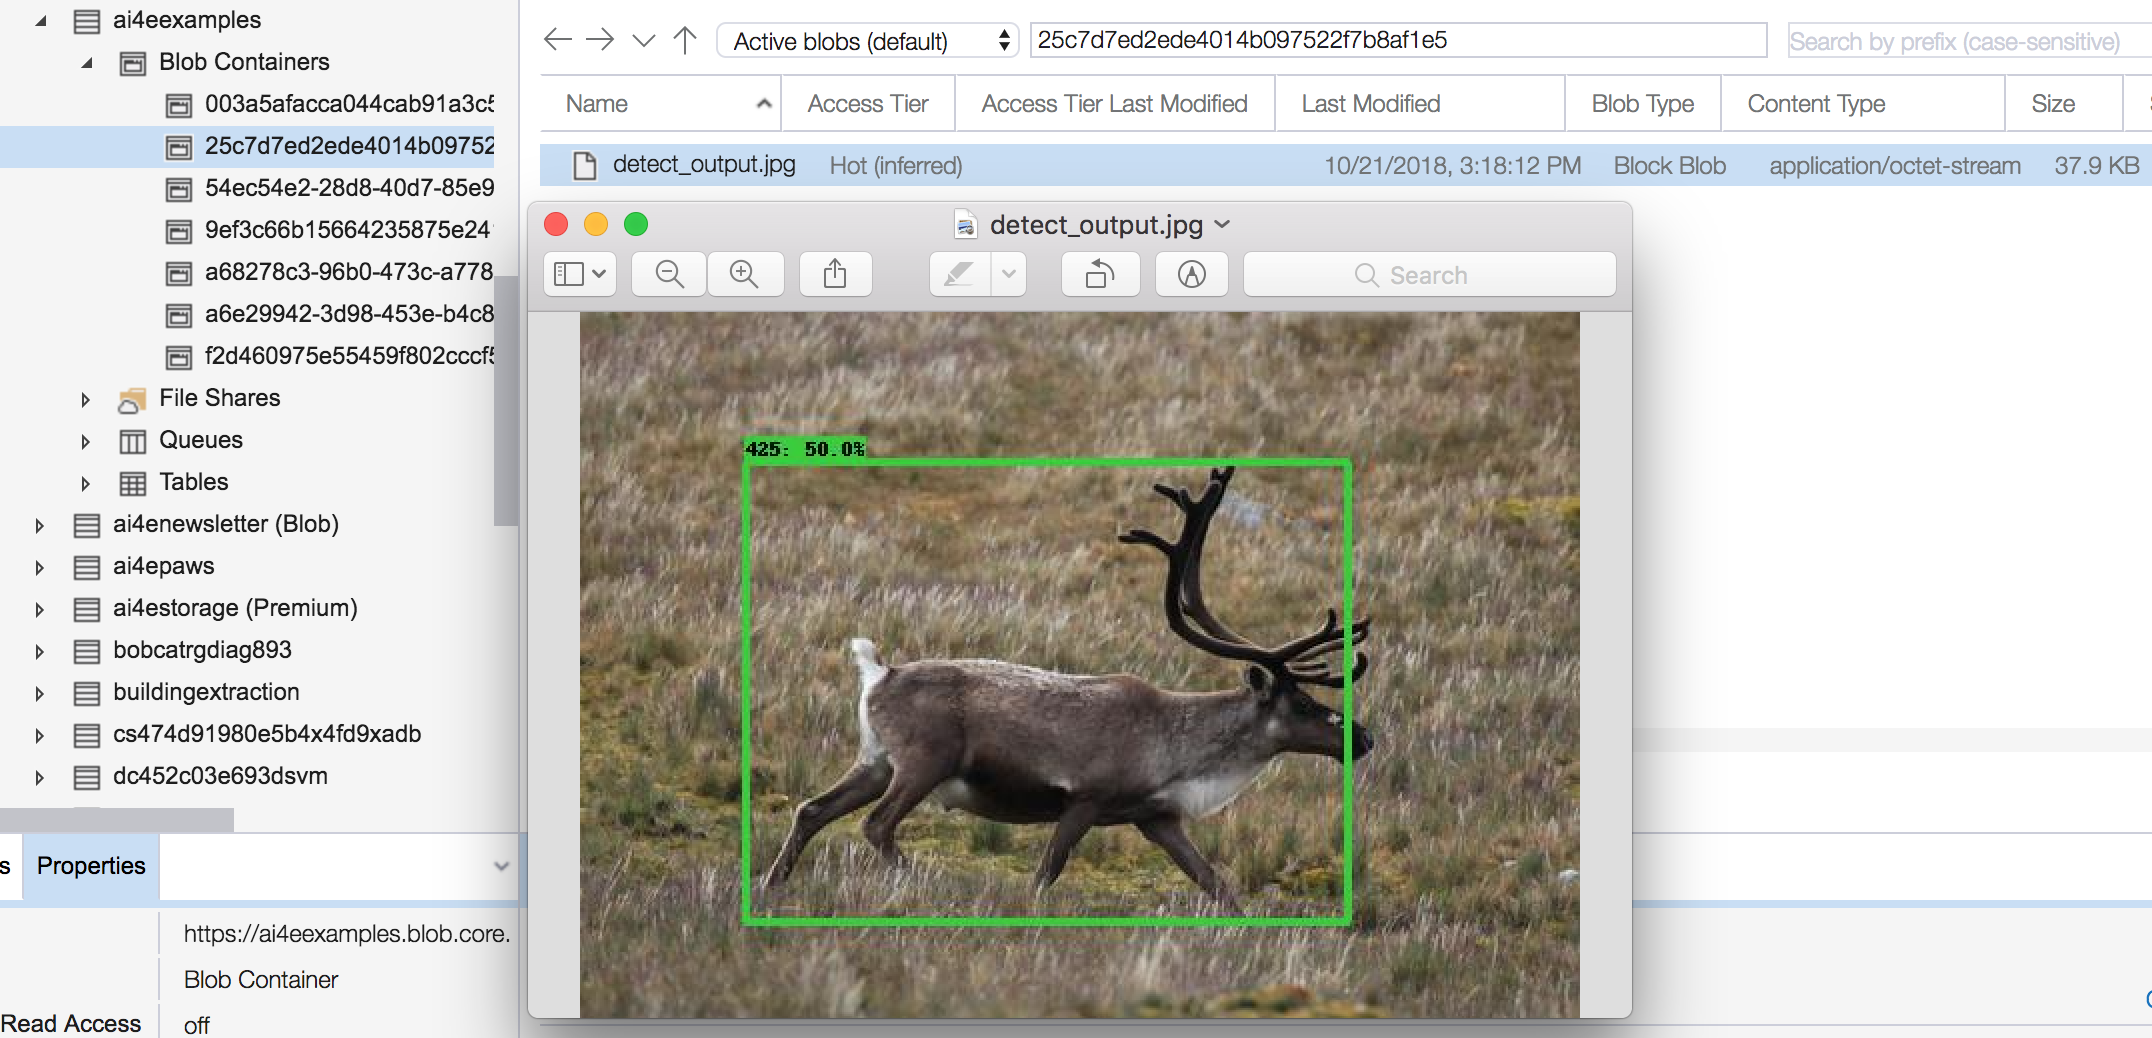 ai4eexamples
Blob Containers
003a5afacca044cab91a3c5
25c7d7ed2ede4014b09752
54ec54e2-28d8-40d7-85e9
9ef3c66b15664235875e24
a68278c3-96b0-473c-a778
a6e29942-3d98-453e-b4c8
f2d460975e55459f802cccf5
File Shares
Queues
Tables
ai4enewsletter (Blob)
ai4epaws
ai4estorage (Premium)
bobcatrgdiag893
buildingextraction
cs474d91980e5b4x4fd9xadb
dc452c03e693dsvm
s Properties
https://ai4eexamples.blob.core.
Blob Container
Read Access off
Active blobs (default) 25c7d7ed2ede4014b097522f7b8af1e5 Search by prefix (case-sensitive)
Name Access Tier Access Tier Last Modified Last Modified Blob Type Content Type Size
detect_output.jpg Hot (inferred) 10/21/2018, 3:18:12 PM Block Blob application/octet-stream 37.9 KB
detect_output.jpg
Search
425: 50.0%